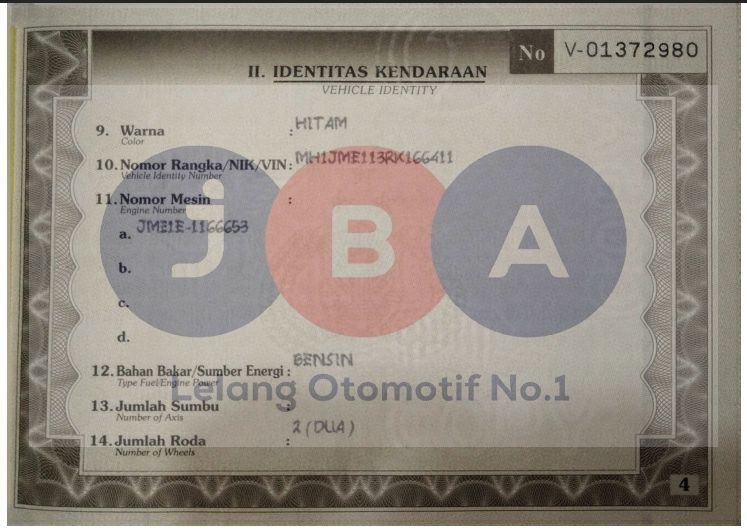 No V-01372980
II. IDENTITAS KENDARAAN
VEHICLE IDENTITY
9. Warna : HITAM
Color
10. Nomor Rangka/NIK/VIN : MH1JME113RK166411
Vehicle Identity Number
11. Nomor Mesin :
Engine Number
a. JME1E-1166653
b.
c.
d.
jBA
12. Bahan Bakar/Sumber Energi : BENSIN
Type Fuel/Engine Power
Lelang Otomotif No.1
13. Jumlah Sumbu :
Number of Axis
2 (DUA)
14. Jumlah Roda :
Number of Wheels
4